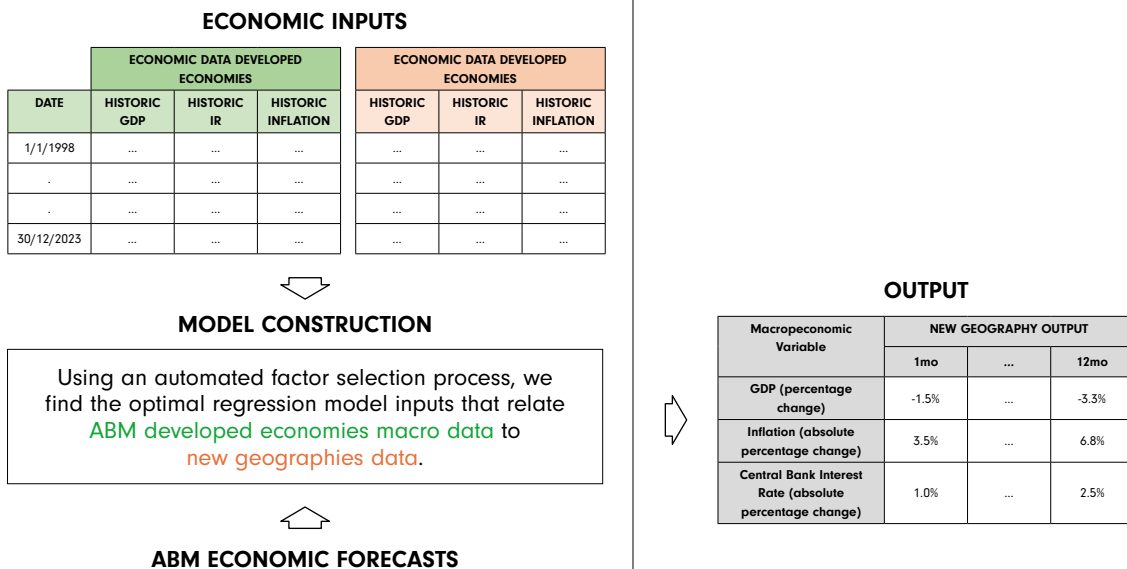 ECONOMIC INPUTS
ECONOMIC DATA DEVELOPED
ECONOMIES
ECONOMIC DATA DEVELOPED
ECONOMIES
DATE HISTORIC GDP HISTORIC IR HISTORIC INFLATION HISTORIC GDP HISTORIC IR HISTORIC INFLATION
1/1/1998 ... ... ... ... ... ...
. ... ... ... ... ... ...
. ... ... ... ... ... ...
30/12/2023 ... ... ... ... ... ...
MODEL CONSTRUCTION
Using an automated factor selection process, we
find the optimal regression model inputs that relate
ABM developed economies macro data to
new geographies data.
ABM ECONOMIC FORECASTS
OUTPUT
Macropeconomic
Variable
NEW GEOGRAPHY OUTPUT
1mo ... 12mo
GDP (percentage
change)
-1.5% ... -3.3%
Inflation (absolute
percentage change)
3.5% ... 6.8%
Central Bank Interest
Rate (absolute
percentage change)
1.0% ... 2.5%